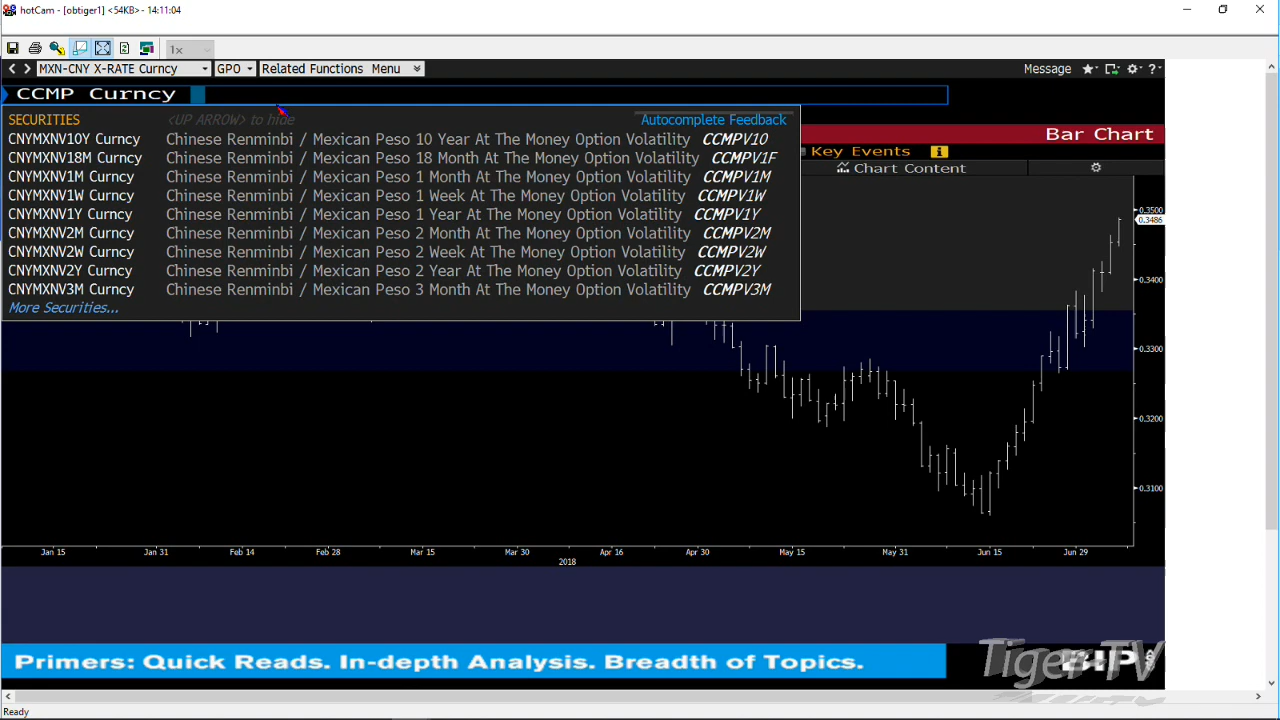 hotCam - [obtiger1] <54KB> - 14:11:04
1x
MXN-CNY X-RATE Curncy GPO Related Functions Menu Message ?
CCMP Curncy
SECURITIES <UP ARROW> to hide Autocomplete Feedback
CNYMXNV10Y Curncy Chinese Renminbi / Mexican Peso 10 Year At The Money Option Volatility CCMPV10
CNYMXNV18M Curncy Chinese Renminbi / Mexican Peso 18 Month At The Money Option Volatility CCMPV1F
CNYMXNV1M Curncy Chinese Renminbi / Mexican Peso 1 Month At The Money Option Volatility CCMPV1M
CNYMXNV1W Curncy Chinese Renminbi / Mexican Peso 1 Week At The Money Option Volatility CCMPV1W
CNYMXNV1Y Curncy Chinese Renminbi / Mexican Peso 1 Year At The Money Option Volatility CCMPV1Y
CNYMXNV2M Curncy Chinese Renminbi / Mexican Peso 2 Month At The Money Option Volatility CCMPV2M
CNYMXNV2W Curncy Chinese Renminbi / Mexican Peso 2 Week At The Money Option Volatility CCMPV2W
CNYMXNV2Y Curncy Chinese Renminbi / Mexican Peso 2 Year At The Money Option Volatility CCMPV2Y
CNYMXNV3M Curncy Chinese Renminbi / Mexican Peso 3 Month At The Money Option Volatility CCMPV3M
More Securities...
Bar Chart
Key Events
Chart Content
0.3500
0.3486
0.3400
0.3300
0.3200
0.3100
Jan 15 Jan 31 Feb 14 Feb 28 Mar 15 Mar 30 Apr 16 Apr 30 May 15 May 31 Jun 15 Jun 29
2018
Primers: Quick Reads. In-depth Analysis. Breadth of Topics.
Tiger-TV
Ready